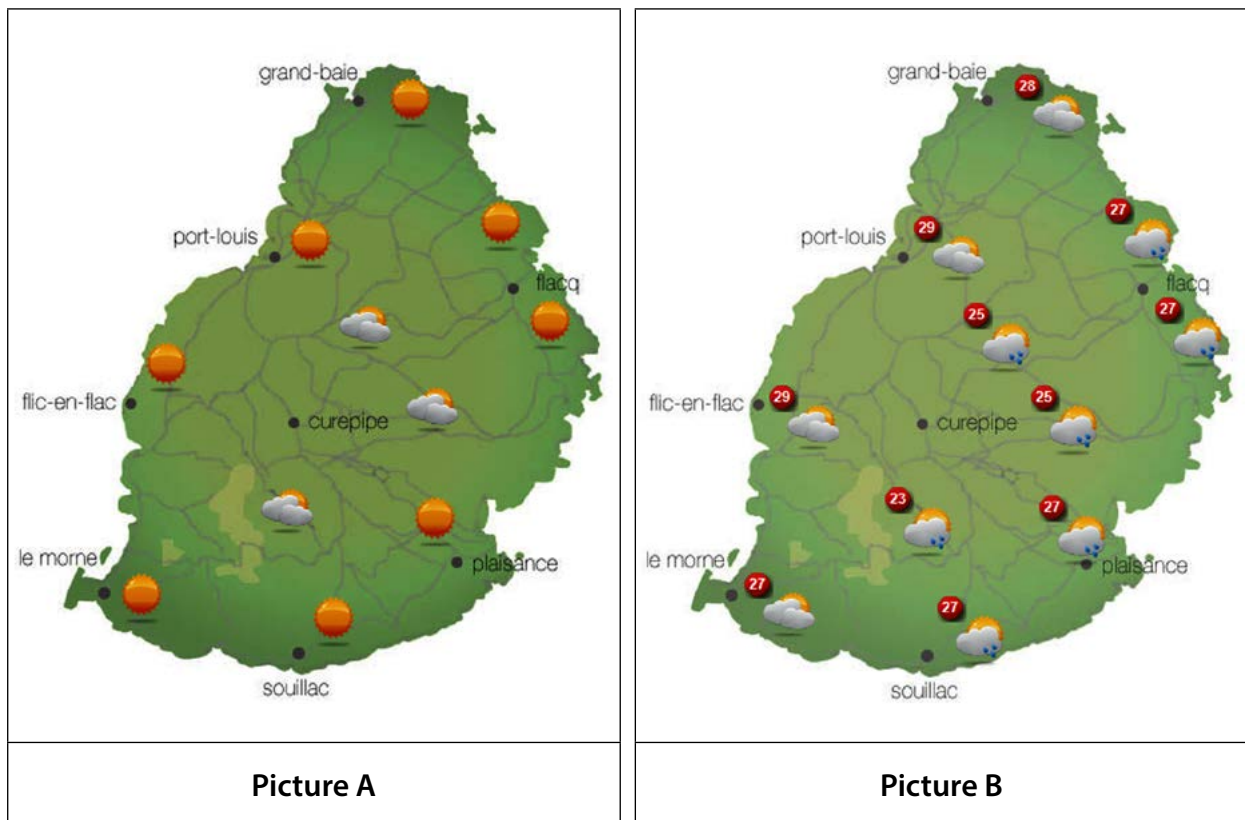 grand-baie
port-louis
flacq
flic-en-flac
curepipe
le morne
plaisance
souillac
Picture A
grand-baie
28
27
29
port-louis
flacq
25
27
flic-en-flac
29
25
curepipe
23
27
le morne
27
plaisance
27
souillac
Picture B